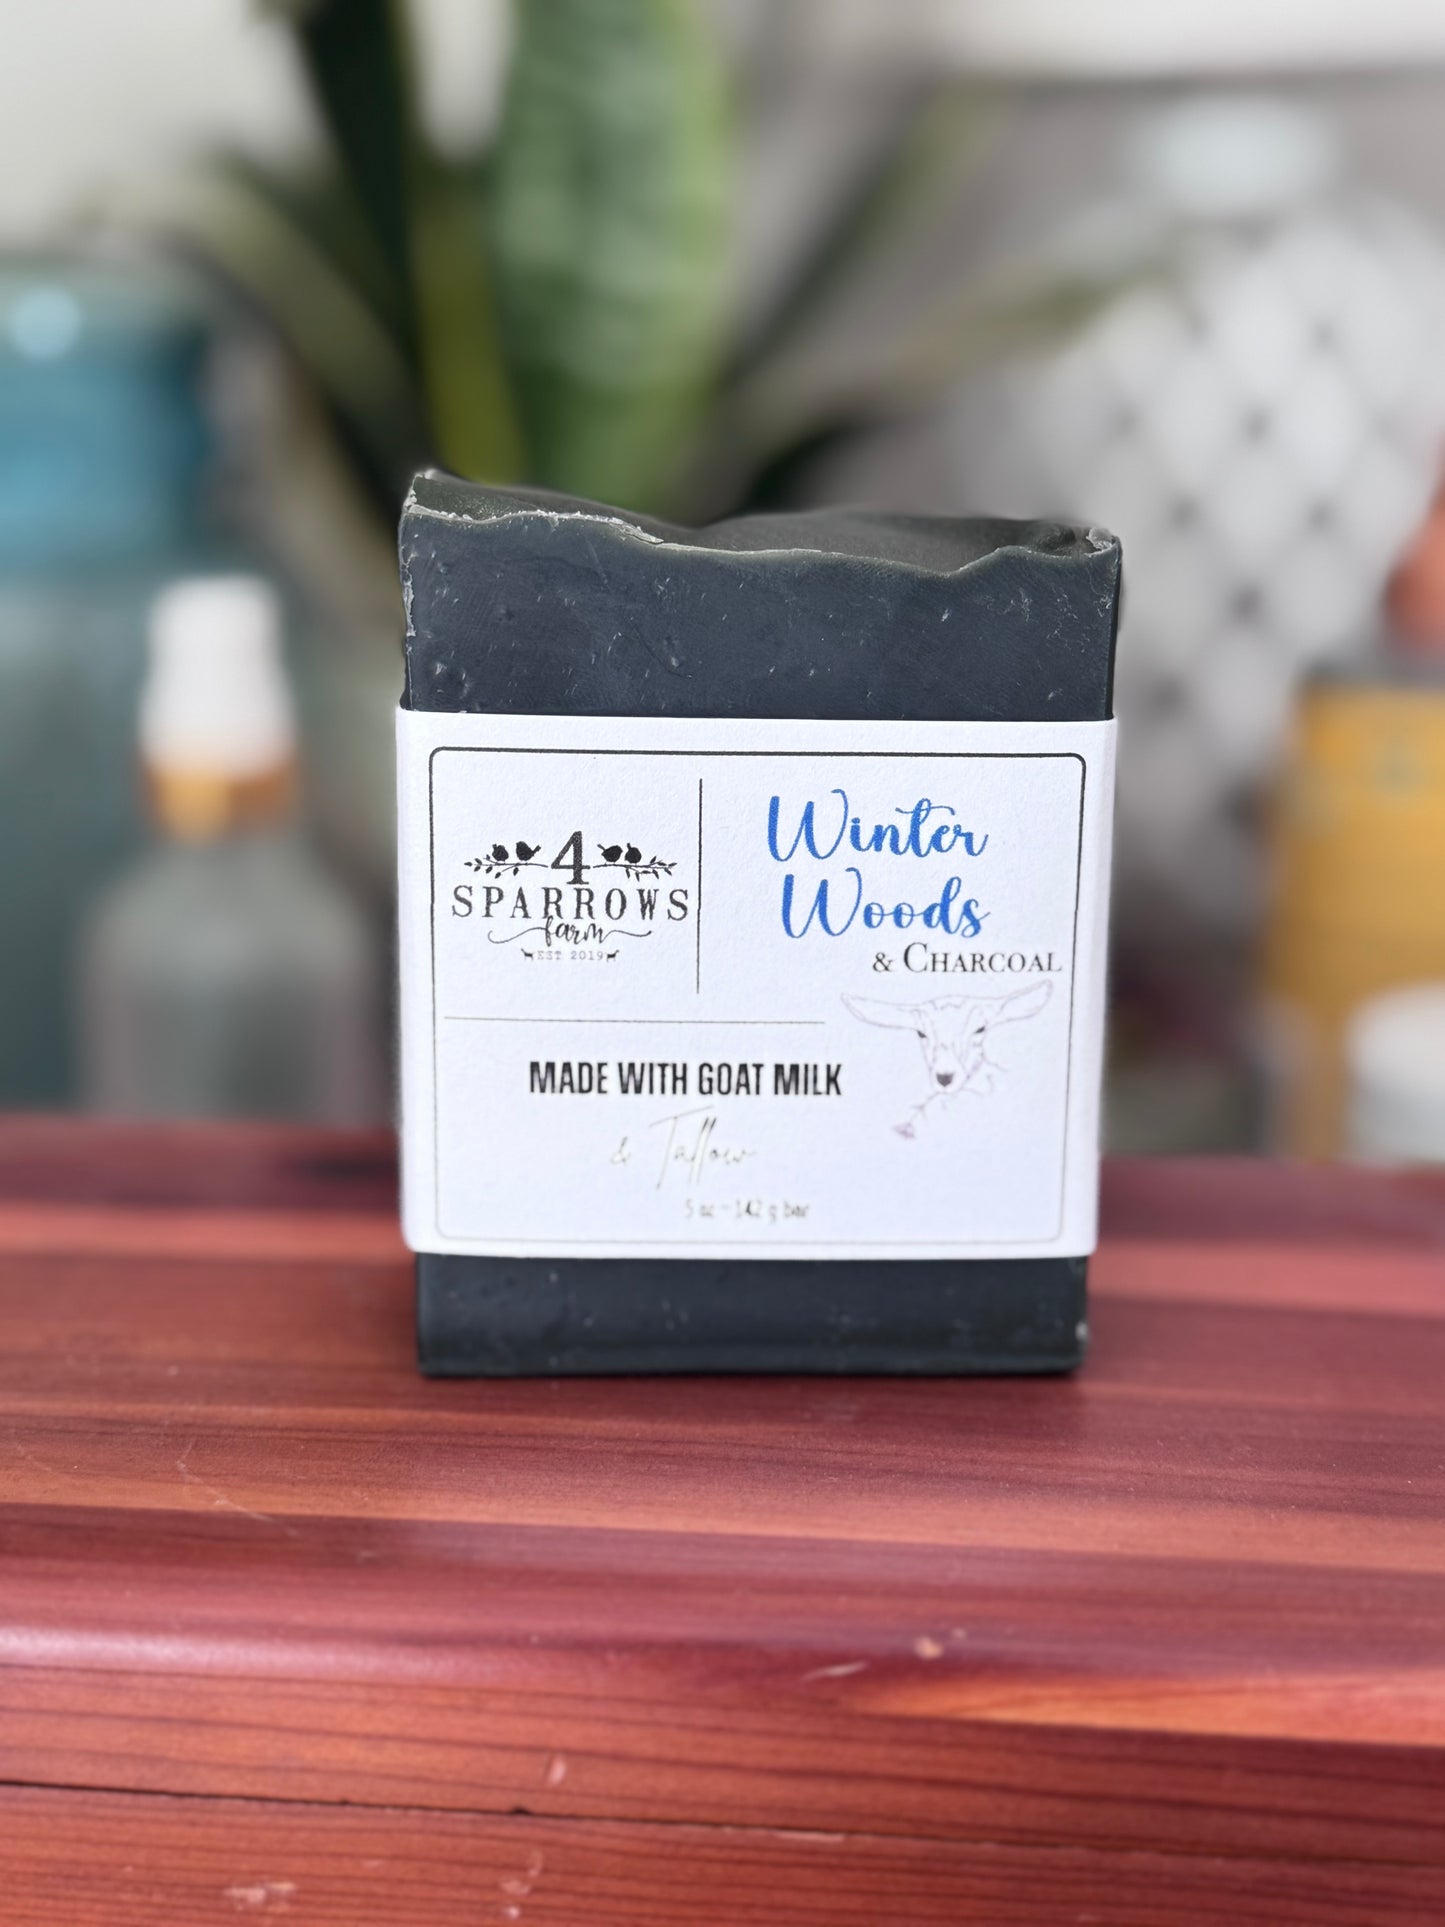 4
SPARROWS
farm
EST 2019
Winter
Woods
& CHARCOAL
MADE WITH GOAT MILK
& Tallow
5 oz - 142 g bar